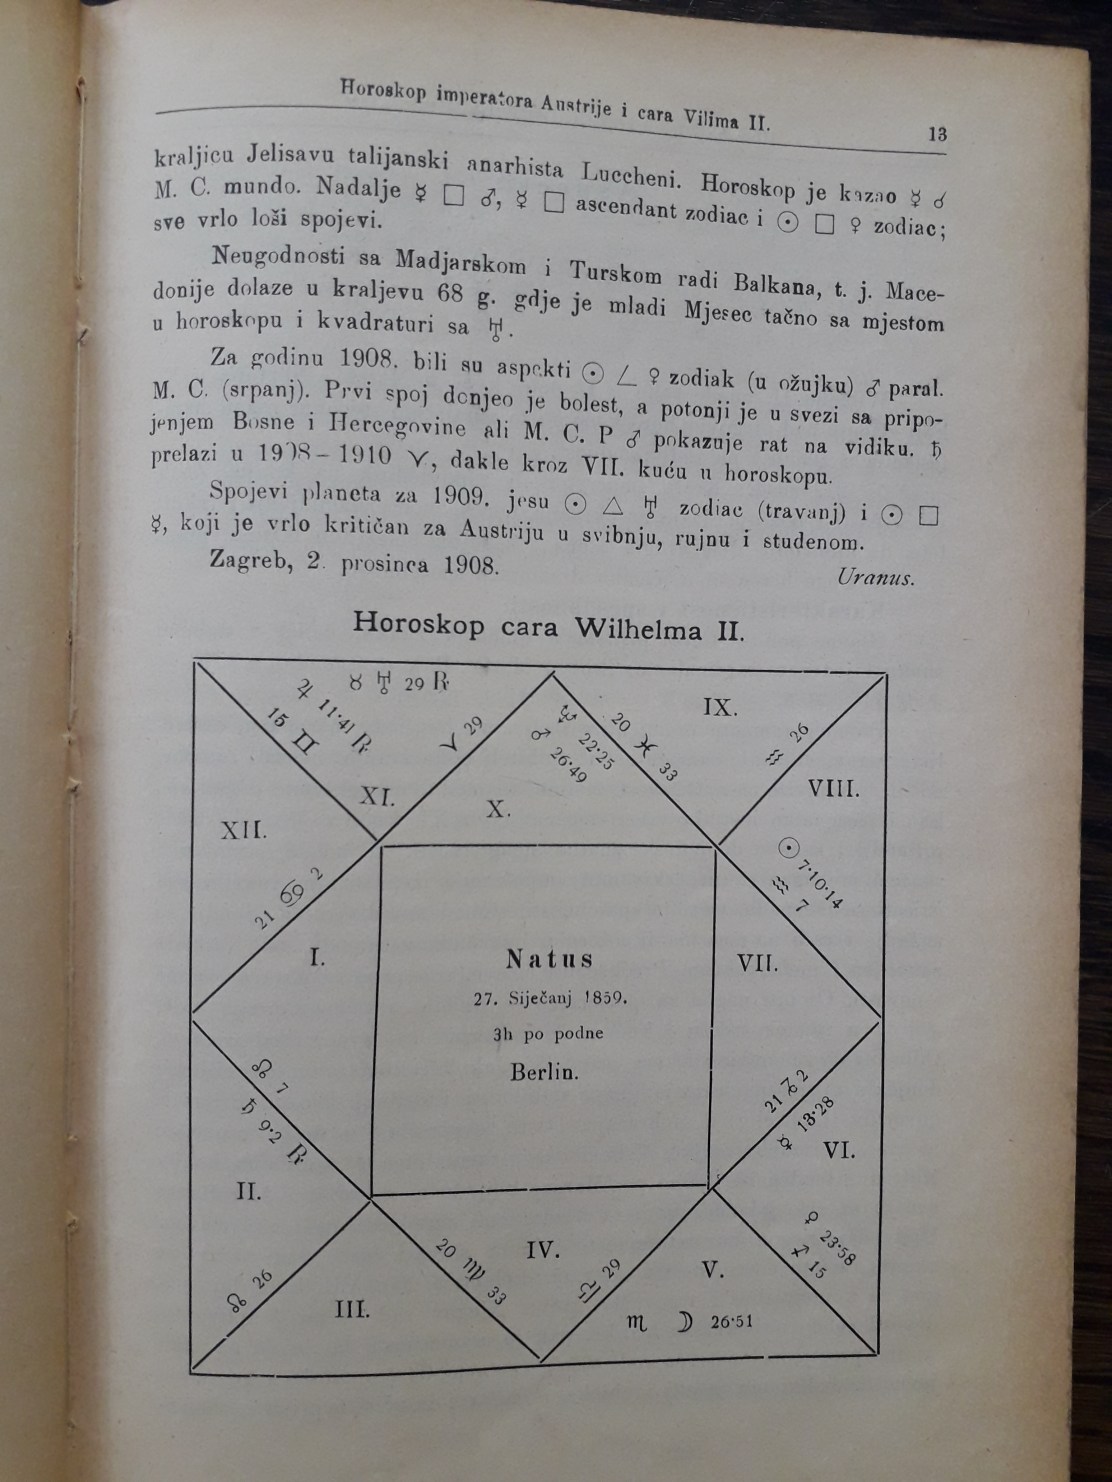 Horoskop imperatora Austrije i cara Vilima II. 13
kraljicu Jelisavu talijanski anarhista Luccheni. Horoskop je kazao ☿ ☌
M. C. mundo. Nadalje ☿ □ ♂, ☿ □ ascendant zodiac i ☉ □ ♀ zodiac;
sve vrlo loši spojevi.
Neugodnosti sa Madjarskom i Turskom radi Balkana, t. j. Mace-
donije dolaze u kraljevu 68 g. gdje je mladi Mjesec tačno sa mjestom
u horoskopu i kvadraturi sa ♅.
Za godinu 1908. bili su aspekti ☉ ∠ ♀ zodiak (u ožujku) ♂ paral.
M. C. (srpanj). Prvi spoj donjeo je bolest, a potonji je u svezi sa pripo-
jenjem Bosne i Hercegovine ali M. C. P ♂ pokazuje rat na vidiku. ♄
prelazi u 1908–1910 ♈, dakle kroz VII. kuću u horoskopu.
Spojevi planeta za 1909. jesu ☉ △ ♅ zodiac (travanj) i ☉ □
☿, koji je vrlo kritičan za Austriju u svibnju, rujnu i studenom.
Zagreb, 2. prosinca 1908. Uranus.
Horoskop cara Wilhelma II.
♉ ♅ 29 ℞
♃ 11·41 ℞
15 ♊
♈ 29
XI.
X.
♆ 22·25
♂ 26·49
20 ♓ 33
IX.
♒ 26
VIII.
XII.
21 ♋ 2
I.
☉ 7·10·14
♒ 7
VII.
Natus
27. Siječanj 1859.
3h po podne
Berlin.
☊ 7
♄ 9·2 ℞
II.
21 ♑ 2
☿ 18·28
VI.
☊ 26
III.
20 ♍ 33
IV.
♎ 29
V.
♏ ☽ 26·51
♀ 23·58
♐ 15